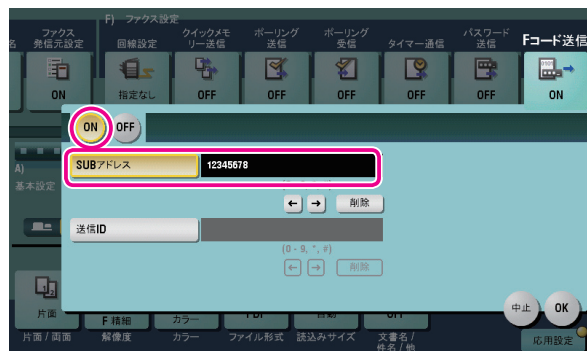 F) ファクス設定
名
ファクス
発信元設定
回線設定
クイックメモ
リー送信
ポーリング
送信
ポーリング
受信
タイマー通信
パスワード
送信
Fコード送信
ON
指定なし
OFF
OFF
OFF
OFF
OFF
ON
ON
OFF
A)
基本設定
SUBアドレス
12345678
← → 削除
送信ID
(0 - 9, *, #)
← → 削除
中止
OK
片面
F 精細
カラー
片面 / 両面
解像度
カラー
ファイル形式
読込みサイズ
文書名 /
件名 / 他
応用設定